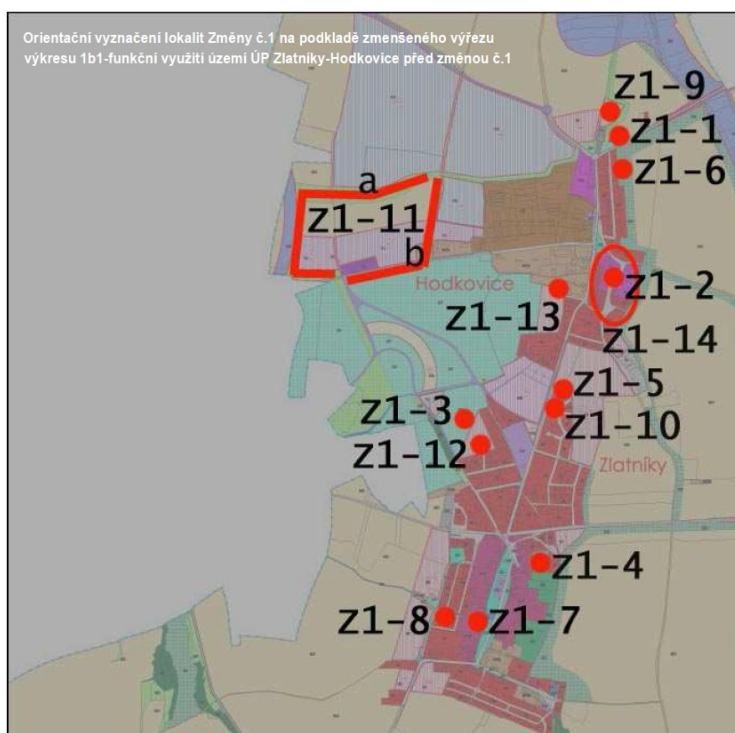 Orientační vyznačení lokalit Změny č.1 na podkladě zmenšeného výřezu
výkresu 1b1-funkční využití území ÚP Zlatníky-Hodkovice před změnou č.1
z1-9
z1-1
z1-6
a
z1-11
b
Hodkovice
z1-2
z1-13
z1-14
z1-5
z1-3
z1-10
z1-12
Zlatníky
z1-4
z1-8
z1-7